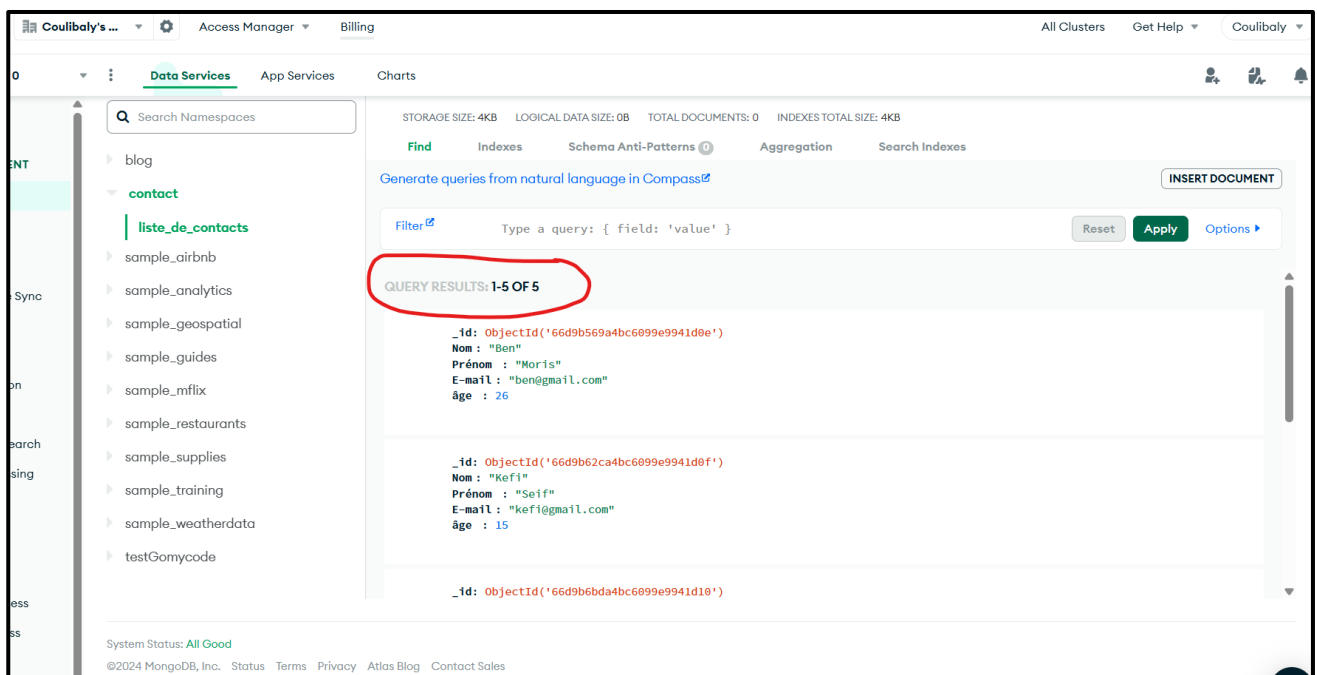 Coulibaly's ... Access Manager Billing All Clusters Get Help Coulibaly
0 Data Services App Services Charts
Search Namespaces
STORAGE SIZE: 4KB LOGICAL DATA SIZE: 0B TOTAL DOCUMENTS: 0 INDEXES TOTAL SIZE: 4KB
Find Indexes Schema Anti-Patterns 0 Aggregation Search Indexes
blog
Generate queries from natural language in Compass
INSERT DOCUMENT
contact
liste_de_contacts
Filter Type a query: { field: 'value' } Reset Apply Options
sample_airbnb
sample_analytics
sample_geospatial
sample_guides
sample_mflix
sample_restaurants
sample_supplies
sample_training
sample_weatherdata
testGomycode
Sync
QUERY RESULTS: 1-5 OF 5
_id: ObjectId('66d9b569a4bc6099e9941d0e')
Nom : "Ben"
Prénom : "Moris"
E-mail : "ben@gmail.com"
âge : 26
_id: ObjectId('66d9b62ca4bc6099e9941d0f')
Nom : "Kefi"
Prénom : "Seif"
E-mail : "kefi@gmail.com"
âge : 15
_id: ObjectId('66d9b6bda4bc6099e9941d10')
System Status: All Good
©2024 MongoDB, Inc. Status Terms Privacy Atlas Blog Contact Sales